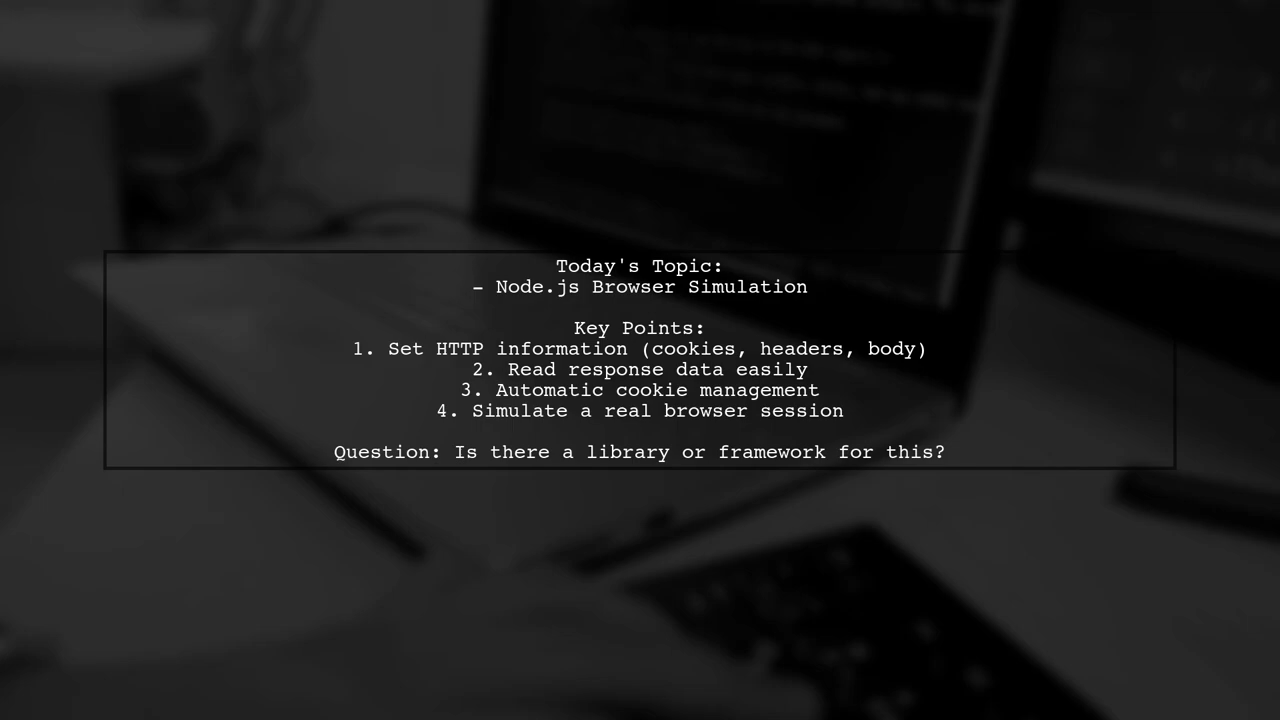 Today's Topic:
– Node.js Browser Simulation
Key Points:
1. Set HTTP information (cookies, headers, body)
2. Read response data easily
3. Automatic cookie management
4. Simulate a real browser session
Question: Is there a library or framework for this?